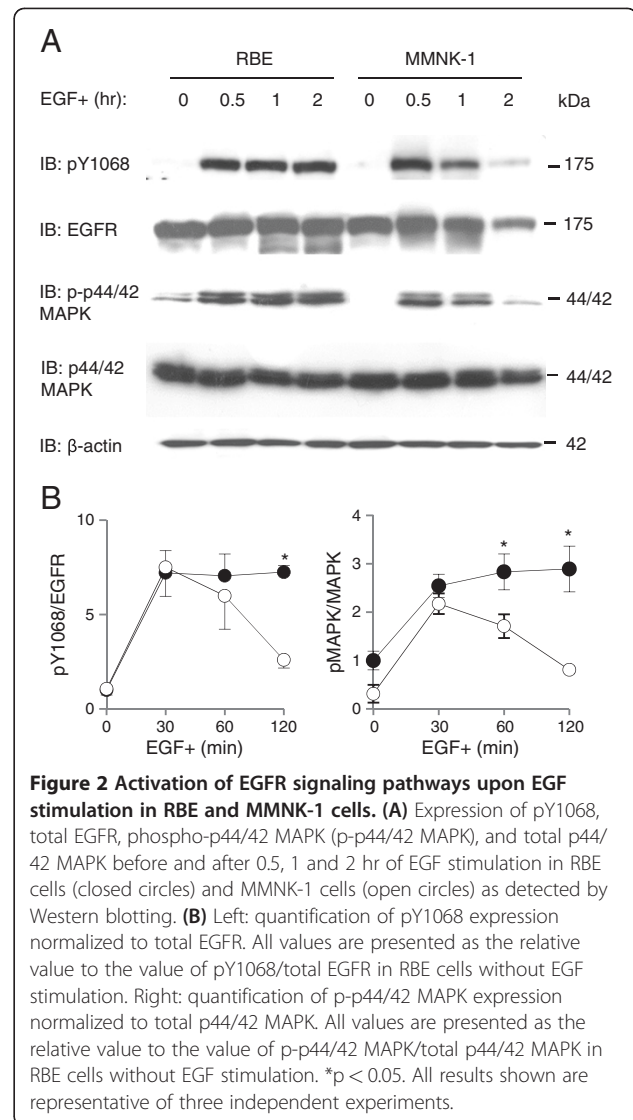 A
RBE MMNK-1
EGF+ (hr): 0 0.5 1 2 0 0.5 1 2 kDa
IB: pY1068 175
IB: EGFR 175
IB: p-p44/42
MAPK 44/42
IB: p44/42
MAPK 44/42
IB: β-actin 42
B
10
5
0
pY1068/EGFR
*
0 30 60 120
EGF+ (min)
4
3
2
1
0
pMAPK/MAPK
* *
0 30 60 120
EGF+ (min)
Figure 2 Activation of EGFR signaling pathways upon EGF
stimulation in RBE and MMNK-1 cells. (A) Expression of pY1068,
total EGFR, phospho-p44/42 MAPK (p-p44/42 MAPK), and total p44/
42 MAPK before and after 0.5, 1 and 2 hr of EGF stimulation in RBE
cells (closed circles) and MMNK-1 cells (open circles) as detected by
Western blotting. (B) Left: quantification of pY1068 expression
normalized to total EGFR. All values are presented as the relative
value to the value of pY1068/total EGFR in RBE cells without EGF
stimulation. Right: quantification of p-p44/42 MAPK expression
normalized to total p44/42 MAPK. All values are presented as the
relative value to the value of p-p44/42 MAPK/total p44/42 MAPK in
RBE cells without EGF stimulation. *p < 0.05. All results shown are
representative of three independent experiments.